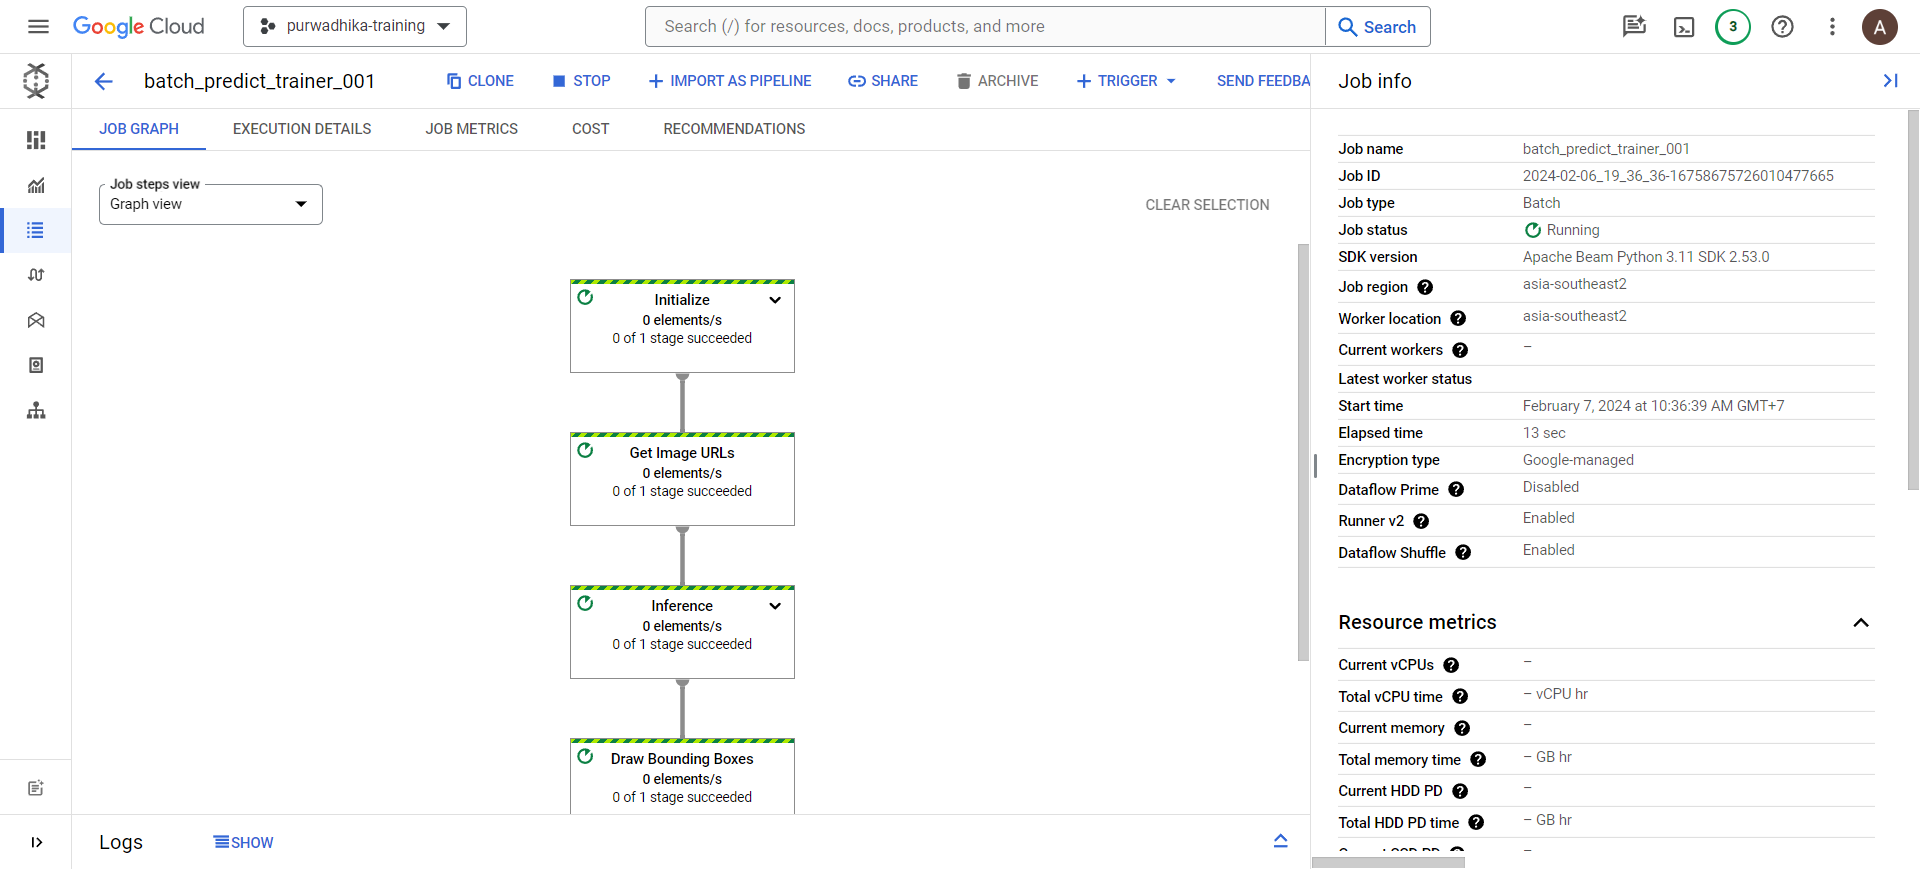 Google Cloud
purwadhika-training
Search (/) for resources, docs, products, and more
Search
3
A
batch_predict_trainer_001
CLONE
STOP
IMPORT AS PIPELINE
SHARE
ARCHIVE
TRIGGER
SEND FEEDBA
JOB GRAPH
EXECUTION DETAILS
JOB METRICS
COST
RECOMMENDATIONS
Job steps view
Graph view
CLEAR SELECTION
Initialize
0 elements/s
0 of 1 stage succeeded
Get Image URLs
0 elements/s
0 of 1 stage succeeded
Inference
0 elements/s
0 of 1 stage succeeded
Draw Bounding Boxes
0 elements/s
0 of 1 stage succeeded
Logs
SHOW
Job info
Job name batch_predict_trainer_001
Job ID 2024-02-06_19_36_36-16758675726010477665
Job type Batch
Job status Running
SDK version Apache Beam Python 3.11 SDK 2.53.0
Job region asia-southeast2
Worker location asia-southeast2
Current workers –
Latest worker status
Start time February 7, 2024 at 10:36:39 AM GMT+7
Elapsed time 13 sec
Encryption type Google-managed
Dataflow Prime Disabled
Runner v2 Enabled
Dataflow Shuffle Enabled
Resource metrics
Current vCPUs –
Total vCPU time – vCPU hr
Current memory –
Total memory time – GB hr
Current HDD PD –
Total HDD PD time – GB hr
Current SSD PD –